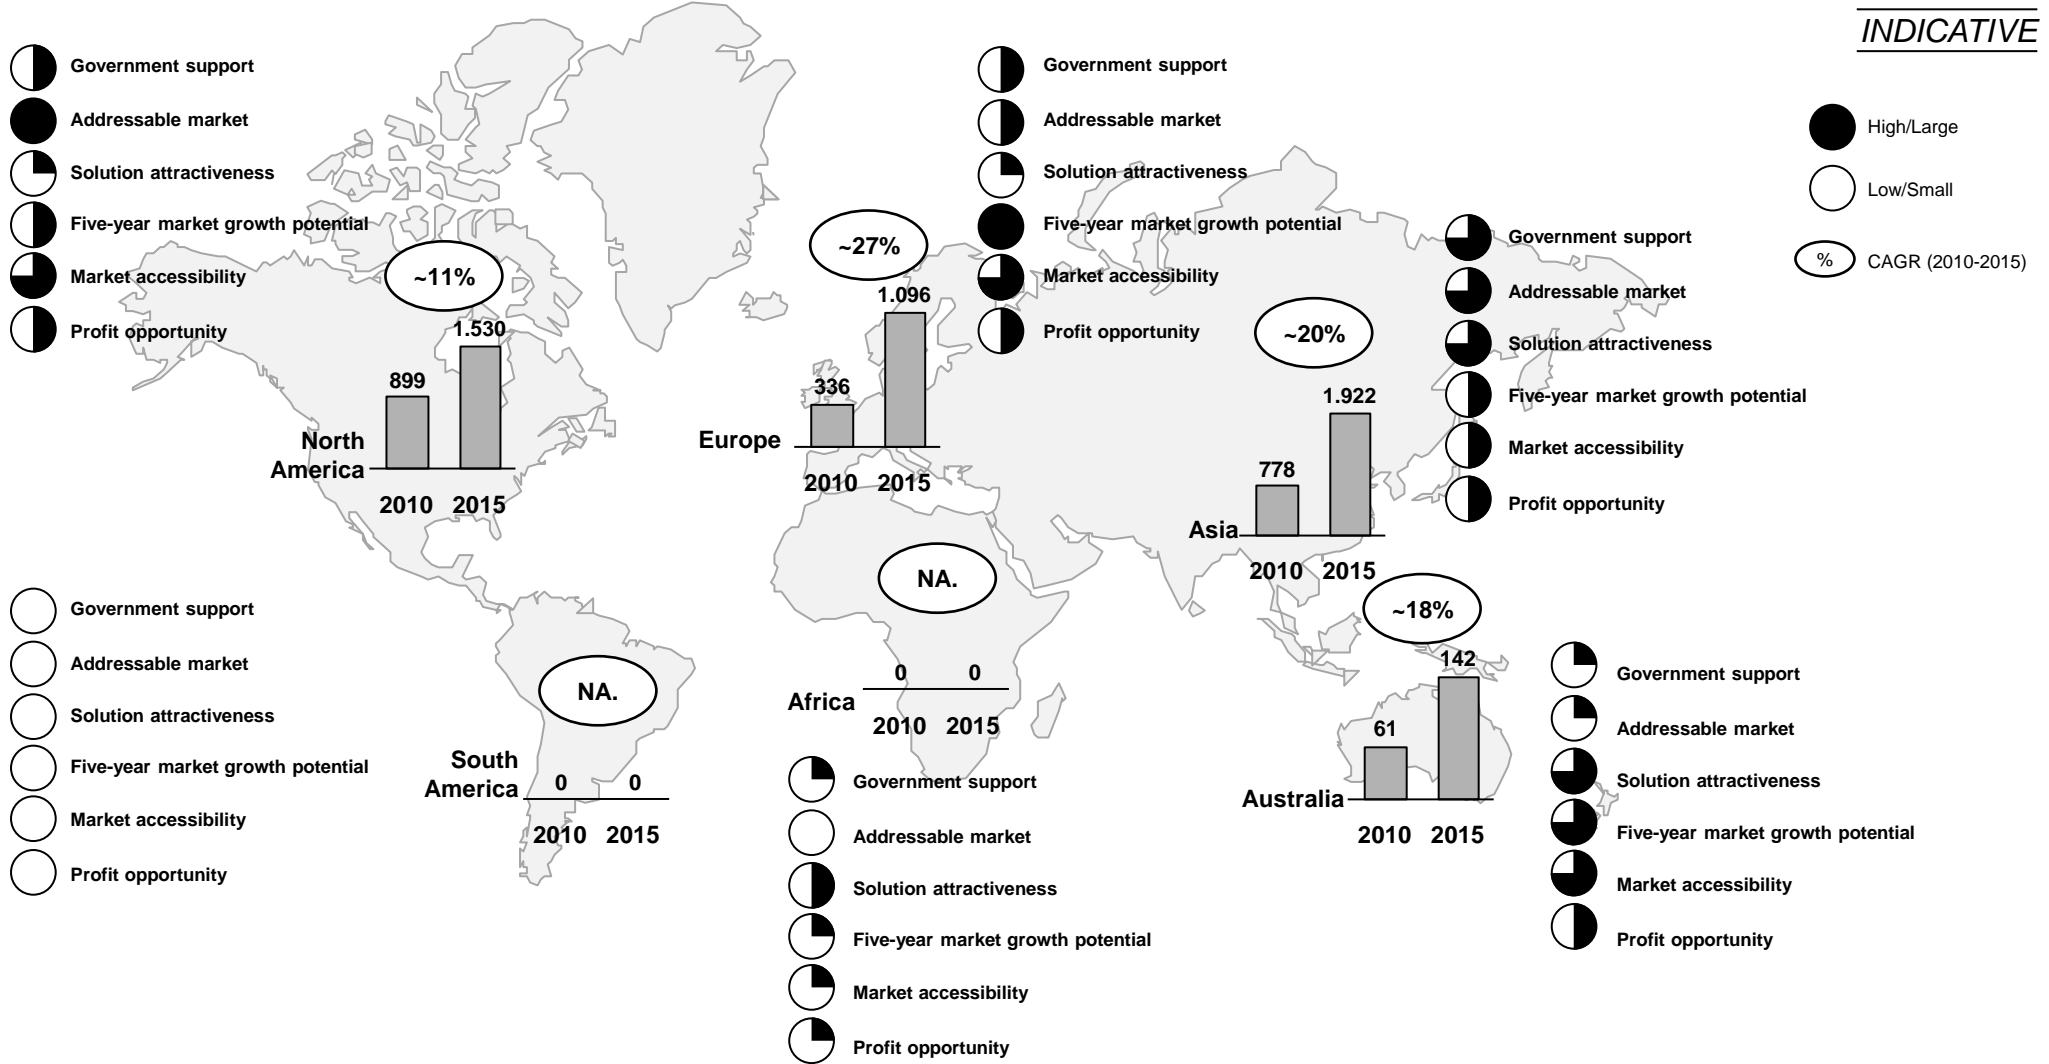 INDICATIVE
High/Large
Low/Small
%
CAGR (2010-2015)
Government support
Addressable market
Solution attractiveness
Five-year market growth potential
Market accessibility
Profit opportunity
~11%
1.530
899
North
America
2010
2015
Government support
Addressable market
Solution attractiveness
Five-year market growth potential
Market accessibility
Profit opportunity
~27%
1.096
336
Europe
2010
2015
Government support
Addressable market
Solution attractiveness
Five-year market growth potential
Market accessibility
Profit opportunity
~20%
1.922
778
Asia
2010
2015
Government support
Addressable market
Solution attractiveness
Five-year market growth potential
Market accessibility
Profit opportunity
NA.
South
America
0
0
2010
2015
NA.
0
0
Africa
2010
2015
Government support
Addressable market
Solution attractiveness
Five-year market growth potential
Market accessibility
Profit opportunity
~18%
142
61
Australia
2010
2015
Government support
Addressable market
Solution attractiveness
Five-year market growth potential
Market accessibility
Profit opportunity